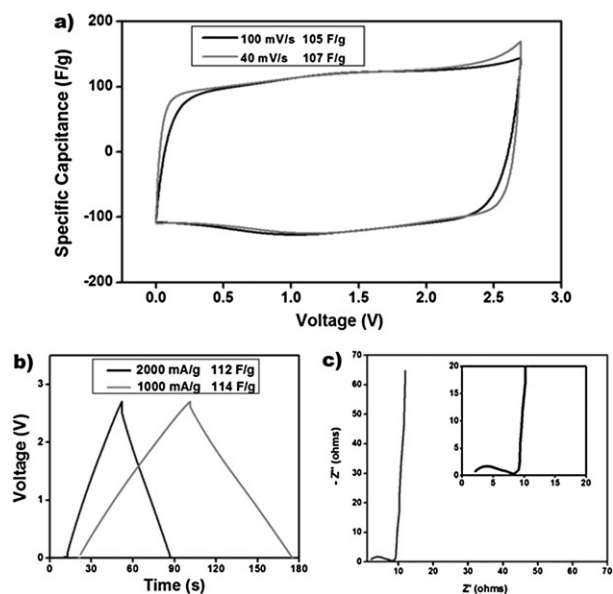 a)
Specific Capcitance (F/g)
200
100
0
-100
-200
100 mV/s 105 F/g
40 mV/s 107 F/g
0.0 0.5 1.0 1.5 2.0 2.5 3.0
Voltage (V)
b)
Voltage (V)
3
2
1
0
2000 mA/g 112 F/g
1000 mA/g 114 F/g
0 30 60 90 120 150 180
Time (s)
c)
- Z'' (ohms)
70
60
50
40
30
20
10
0
10 20 30 40 50 60 70
Z' (ohms)
20
15
10
5
0
0 5 10 15 20